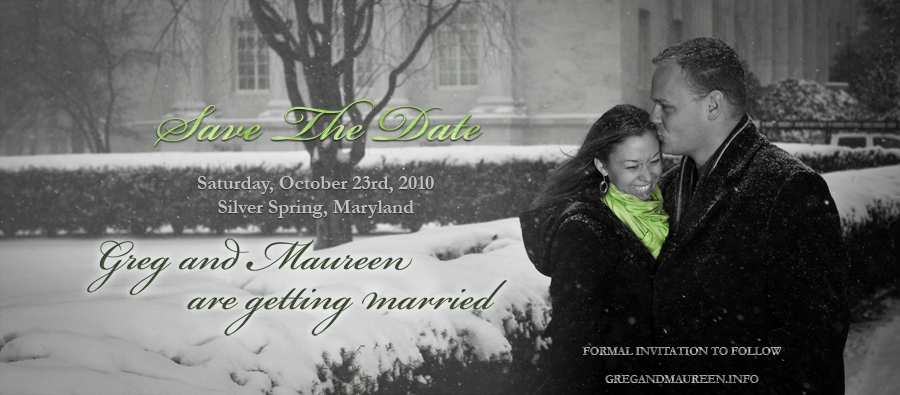 Save The Date
Saturday, October 23rd, 2010
Silver Spring, Maryland
Greg and Maureen
are getting married
FORMAL INVITATION TO FOLLOW
GREGANDMAUREEN.INFO